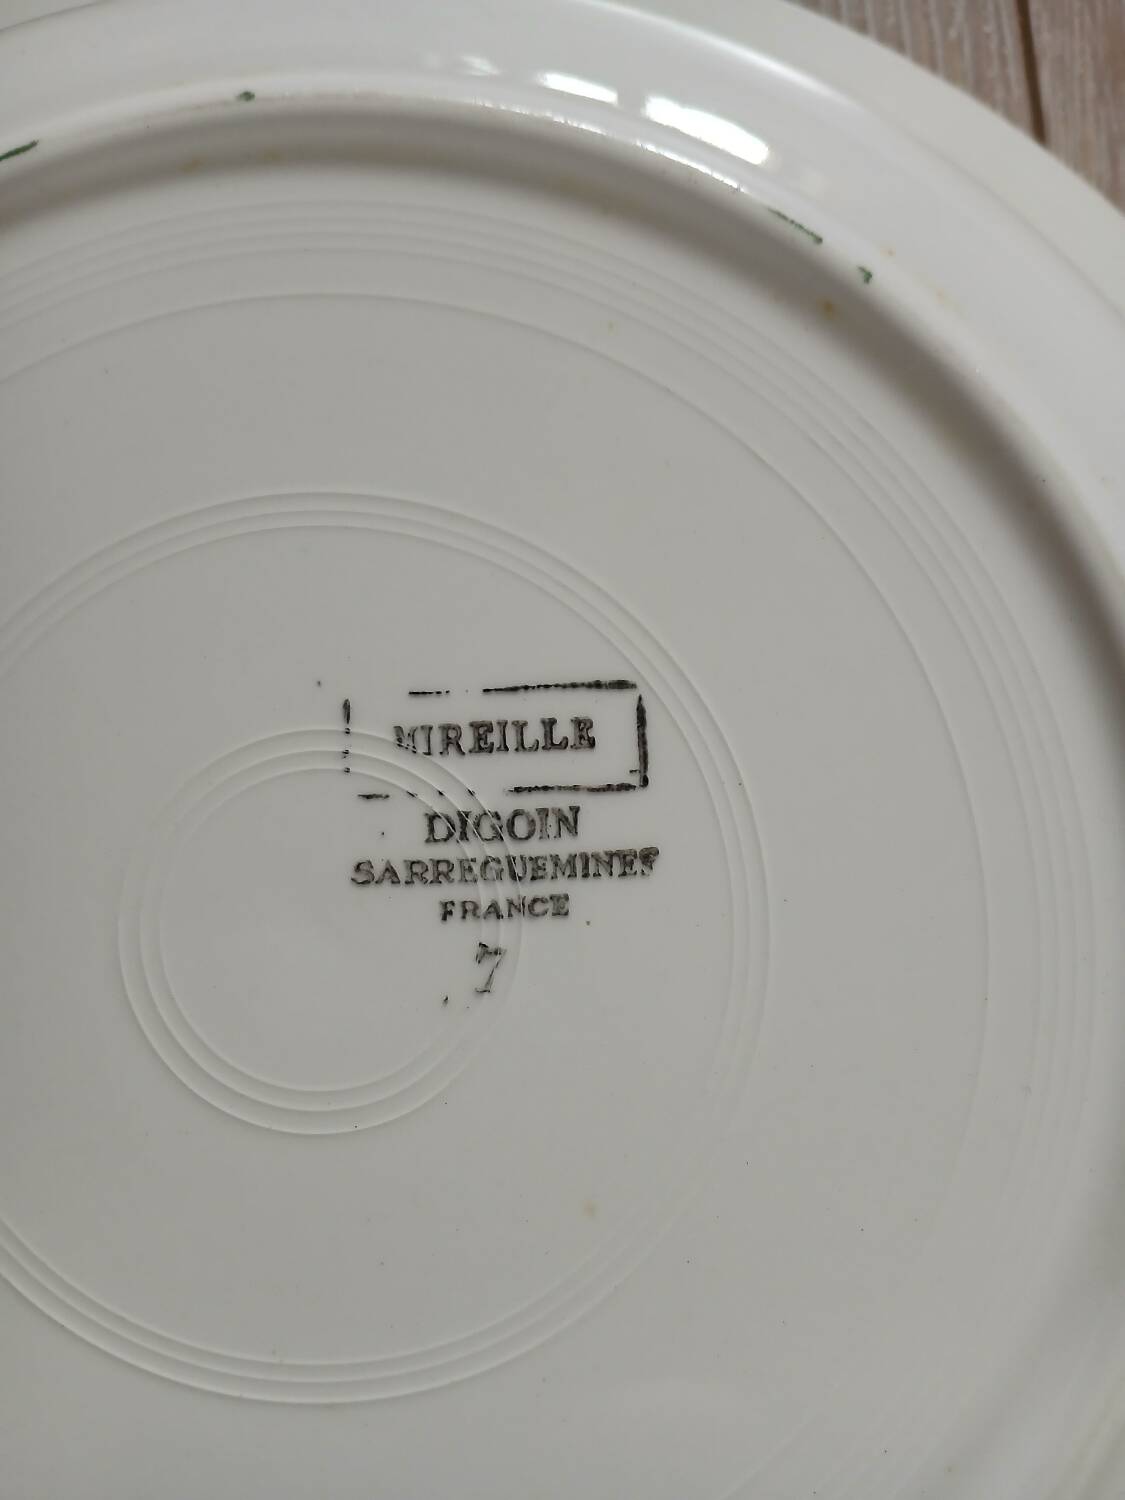 MIREILLE
DIGOIN
SARREGUEMINES
FRANCE
7